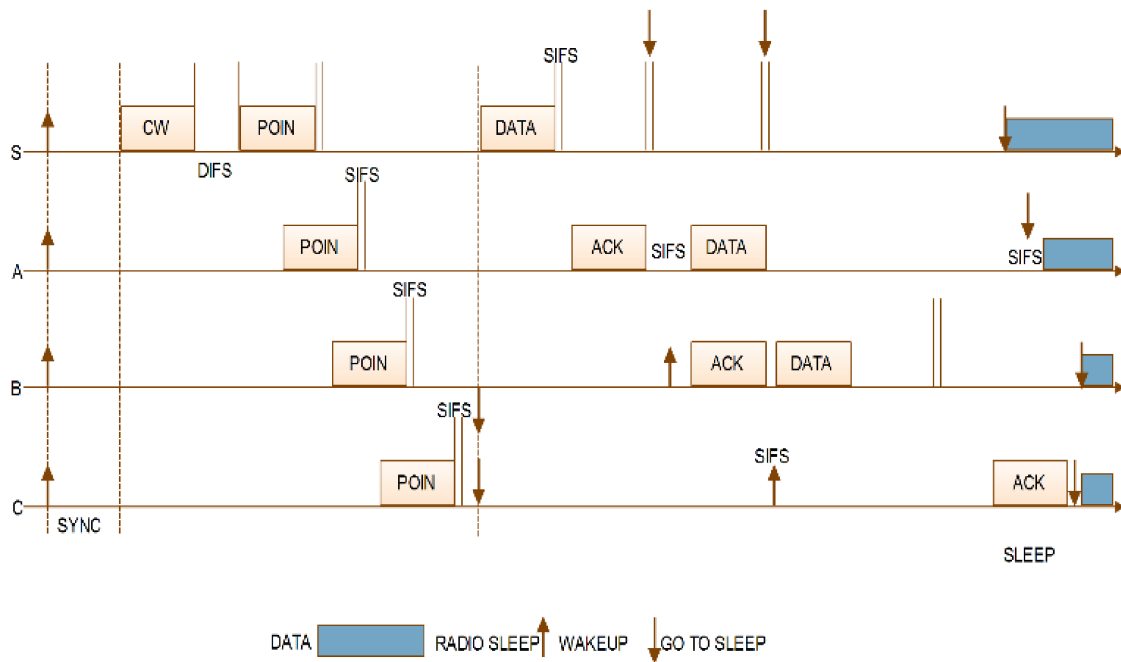 SIFS
S CW POIN DATA
DIFS
SIFS
A POIN ACK SIFS DATA SIFS
SIFS
B POIN ACK DATA
SIFS
SIFS
C POIN ACK
SYNC
SLEEP
DATA RADIO SLEEP WAKEUP GO TO SLEEP